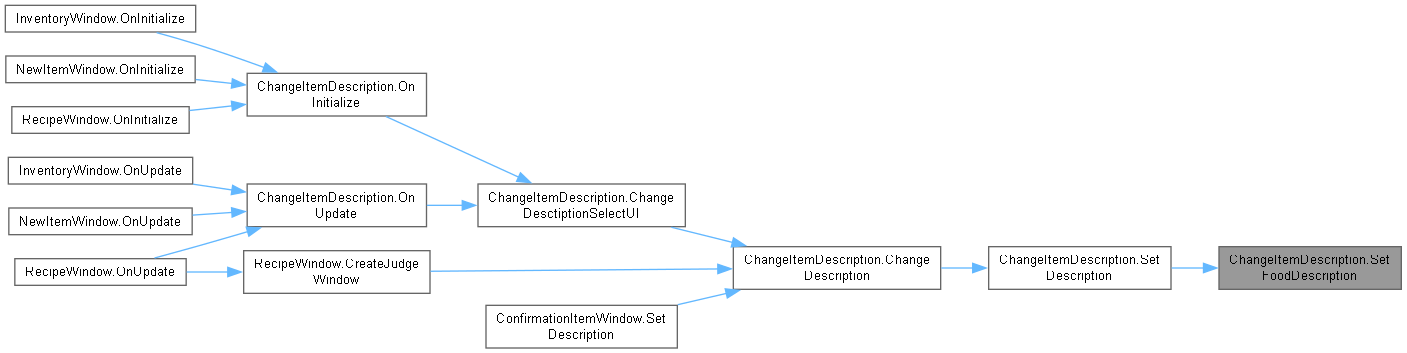 InventoryWindow.OnInitialize
NewItemWindow.OnInitialize
RecipeWindow.OnInitialize
ChangeItemDescription.On
Initialize
InventoryWindow.OnUpdate
NewItemWindow.OnUpdate
RecipeWindow.OnUpdate
ChangeItemDescription.On
Update
RecipeWindow.CreateJudge
Window
ChangeItemDescription.Change
DesctiptionSelectUI
ConfirmationItemWindow.Set
Description
ChangeItemDescription.Change
Description
ChangeItemDescription.Set
Description
ChangeItemDescription.Set
FoodDescription